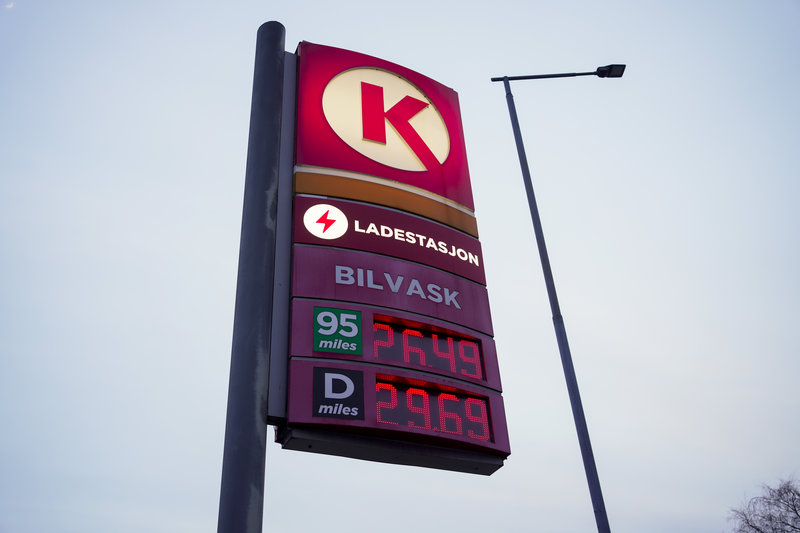 K
LADESTASJON
BILVASK
95 miles 26.49
D miles 29.69